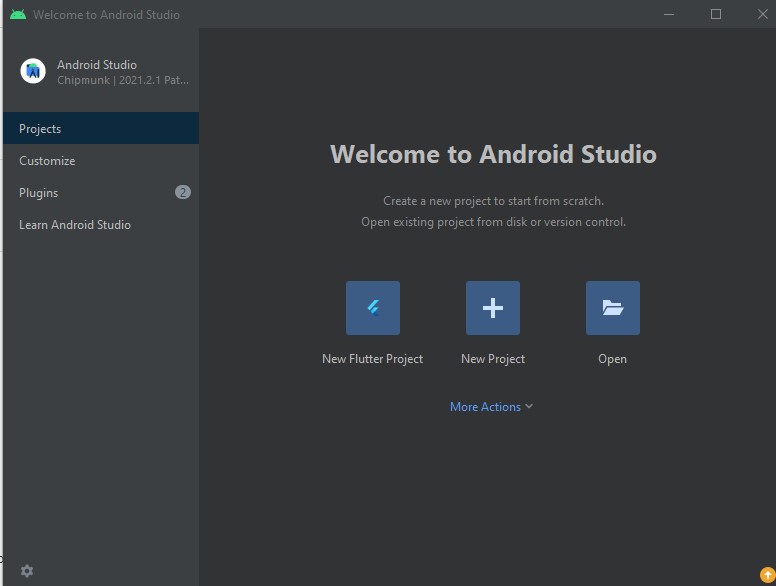 Welcome to Android Studio
Android Studio
Chipmunk | 2021.2.1 Pat...
Projects
Customize
Plugins 2
Learn Android Studio
Welcome to Android Studio
Create a new project to start from scratch.
Open existing project from disk or version control.
New Flutter Project New Project Open
More Actions